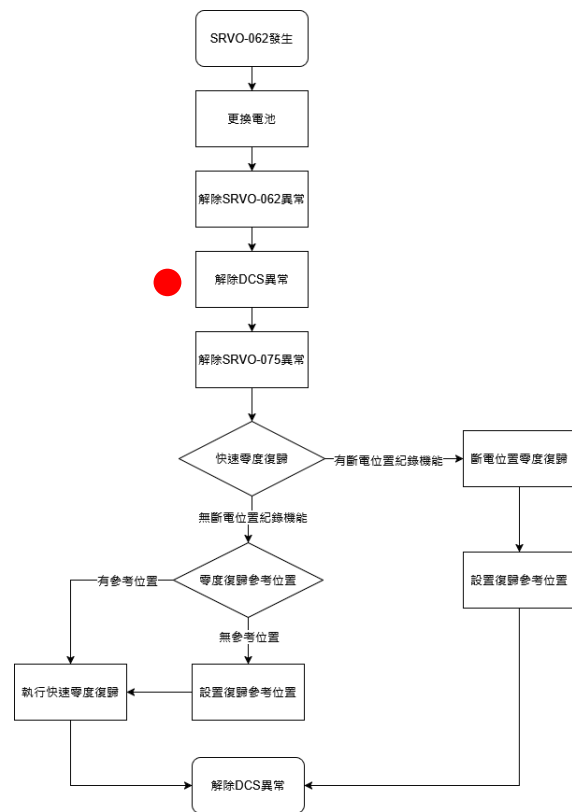 SRVO-062發生
更換電池
解除SRVO-062異常
解除DCS異常
解除SRVO-075異常
快速零度復歸
有斷電位置紀錄機能
斷電位置零度復歸
無斷電位置紀錄機能
零度復歸參考位置
設置復歸參考位置
有參考位置
無參考位置
執行快速零度復歸
設置復歸參考位置
解除DCS異常